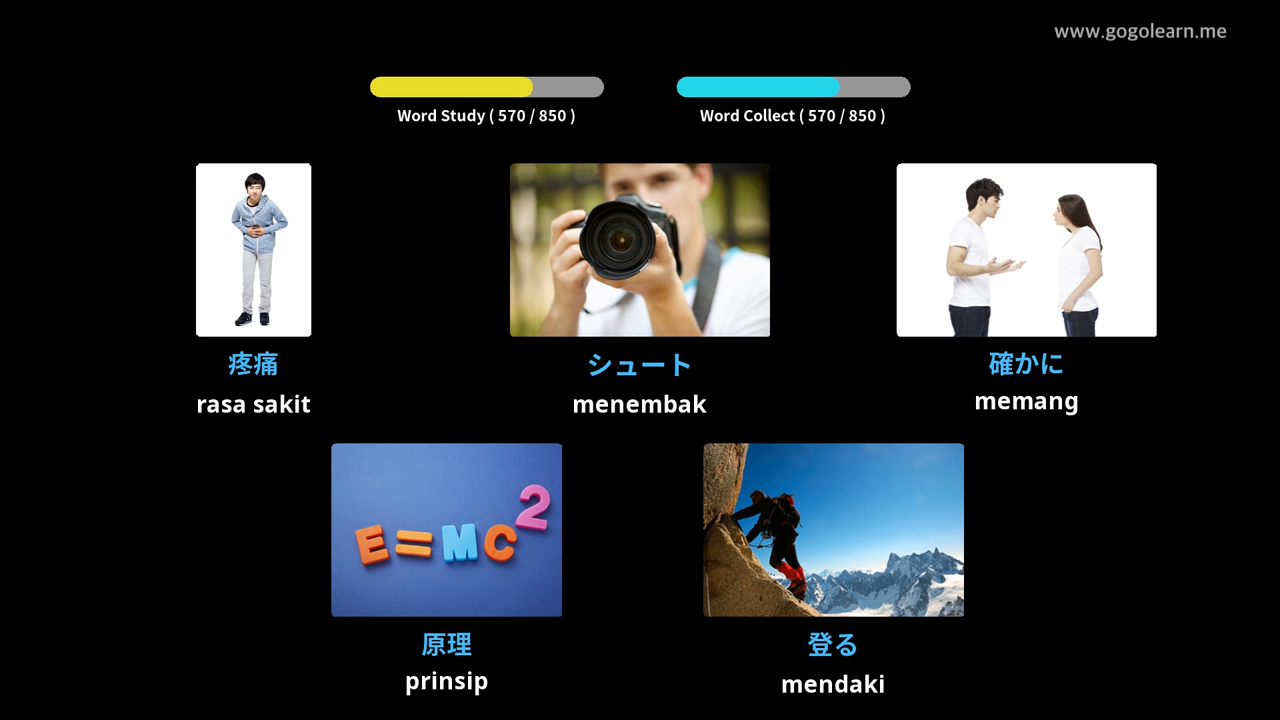 www.gogolearn.me
Word Study ( 570 / 850 )
Word Collect ( 570 / 850 )
疼痛
rasa sakit
シュート
menembak
確かに
memang
E=MC2
原理
prinsip
登る
mendaki